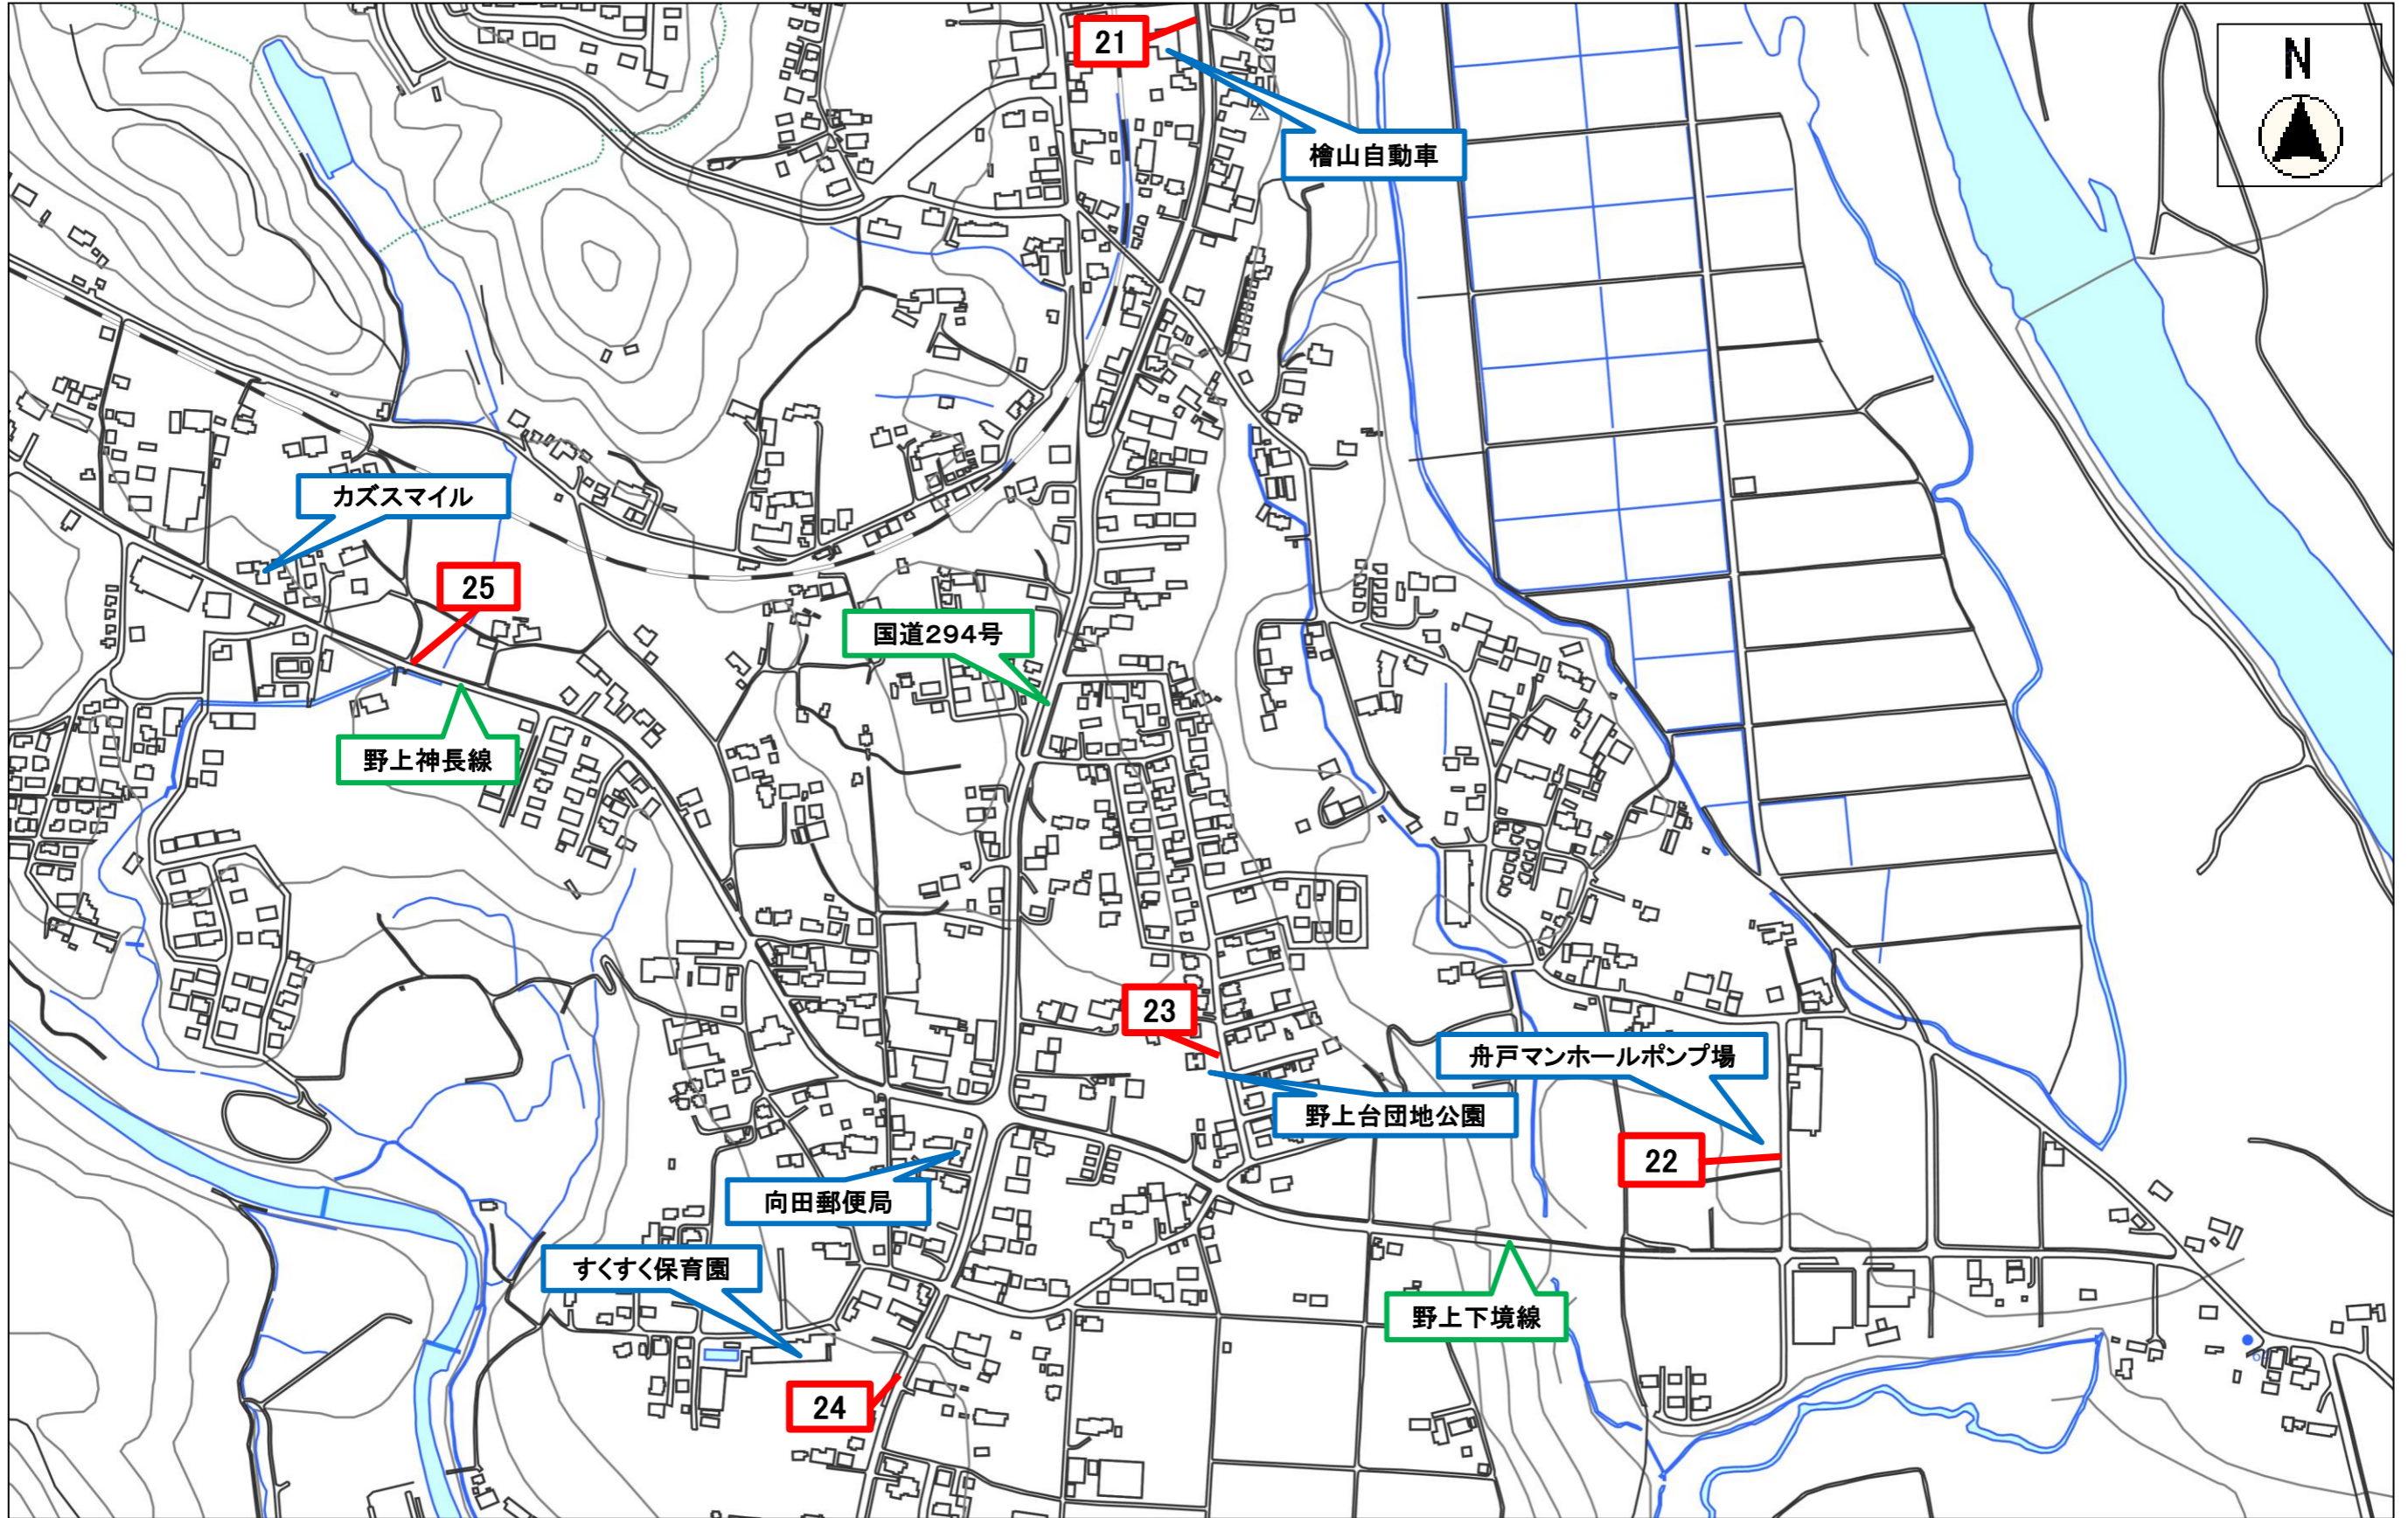 21
N
檜山自動車
カズスマイル
25
国道294号
野上神長線
23
舟戸マンホールポンプ場
野上台団地公園
22
向田郵便局
すくすく保育園
野上下境線
24